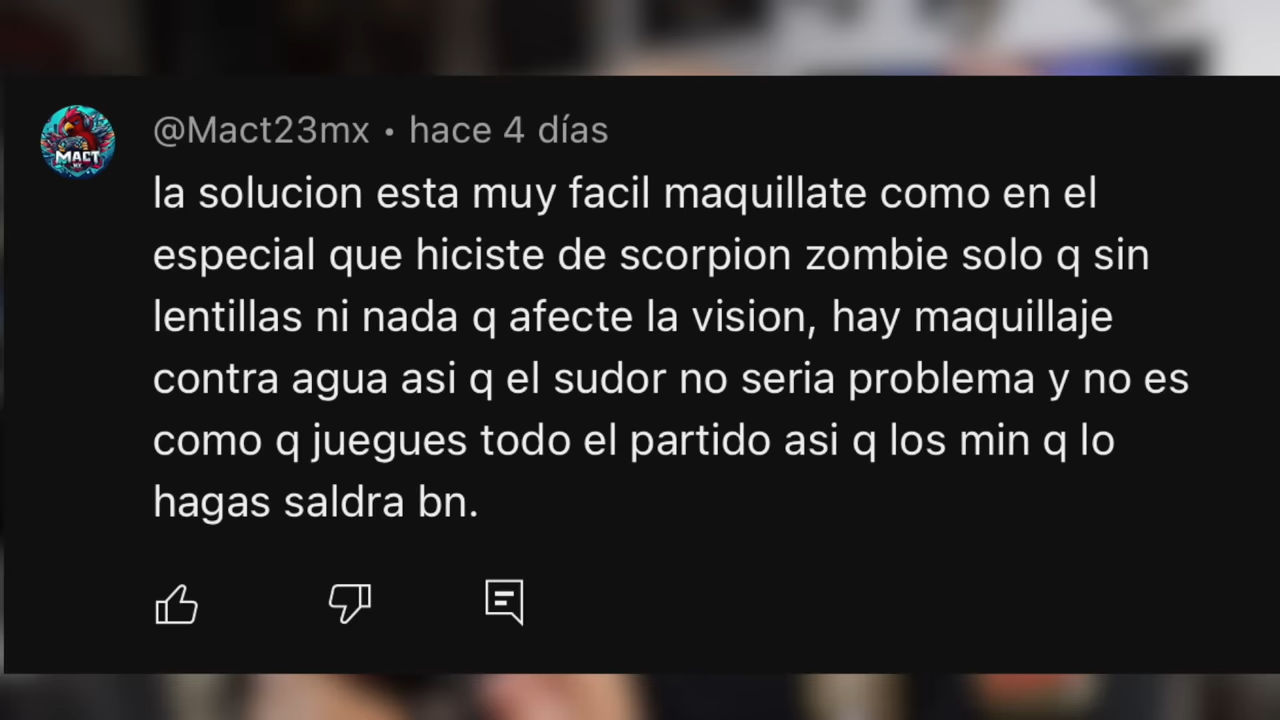 @Mact23mx • hace 4 días
la solucion esta muy facil maquillate como en el
especial que hiciste de scorpion zombie solo q sin
lentillas ni nada q afecte la vision, hay maquillaje
contra agua asi q el sudor no seria problema y no es
como q juegues todo el partido asi q los min q lo
hagas saldra bn.
MACT